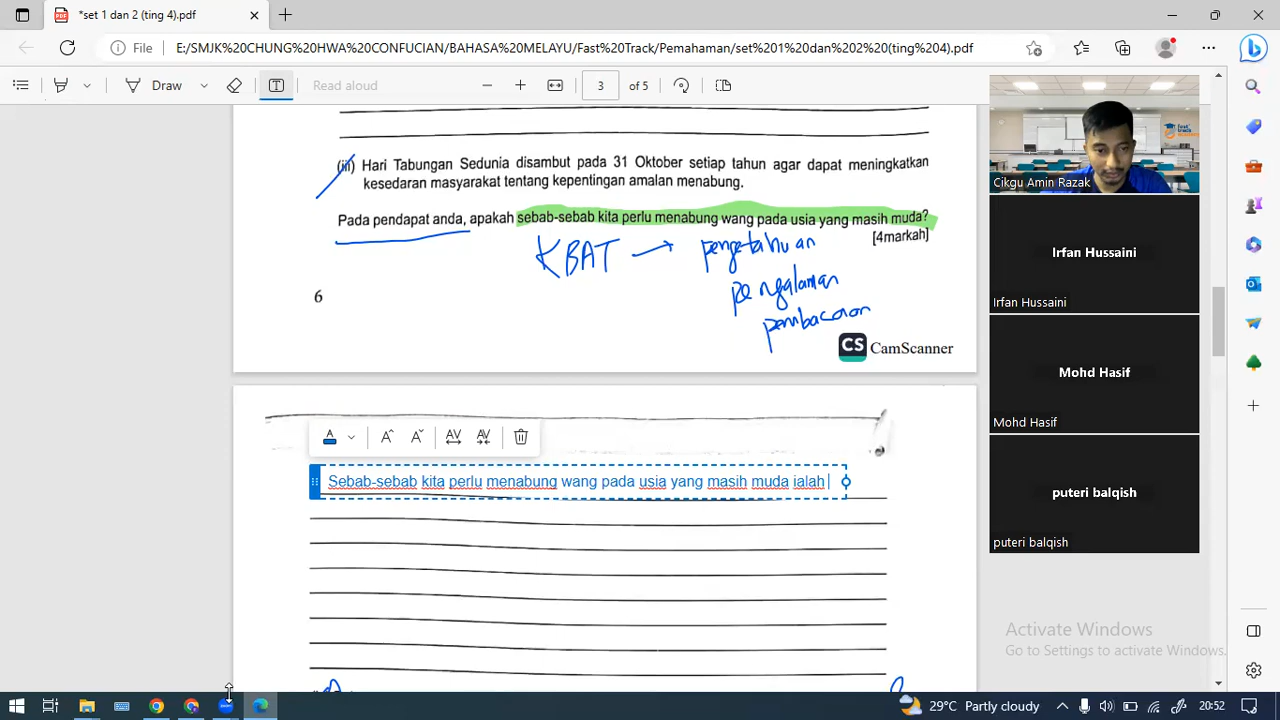 *set 1 dan 2 (ting 4).pdf
File
E:/SMJK%20CHUNG%20HWA%20CONFUCIAN/BAHASA%20MELAYU/Fast%20Track/Pemahaman/set%201%20dan%202%20(ting%204).pdf
Draw
Read aloud
3
of 5
(iii) Hari Tabungan Sedunia disambut pada 31 Oktober setiap tahun agar dapat meningkatkan
kesedaran masyarakat tentang kepentingan amalan menabung.
Pada pendapat anda, apakah sebab-sebab kita perlu menabung wang pada usia yang masih muda?
[4markah]
KBAT → pengetahuan
pengalaman
pembacaan
6
CS CamScanner
Sebab-sebab kita perlu menabung wang pada usia yang masih muda ialah
Cikgu Amin Razak
Irfan Hussaini
Irfan Hussaini
Mohd Hasif
Mohd Hasif
puteri balqish
puteri balqish
Activate Windows
Go to Settings to activate Windows.
29°C Partly cloudy
20:52